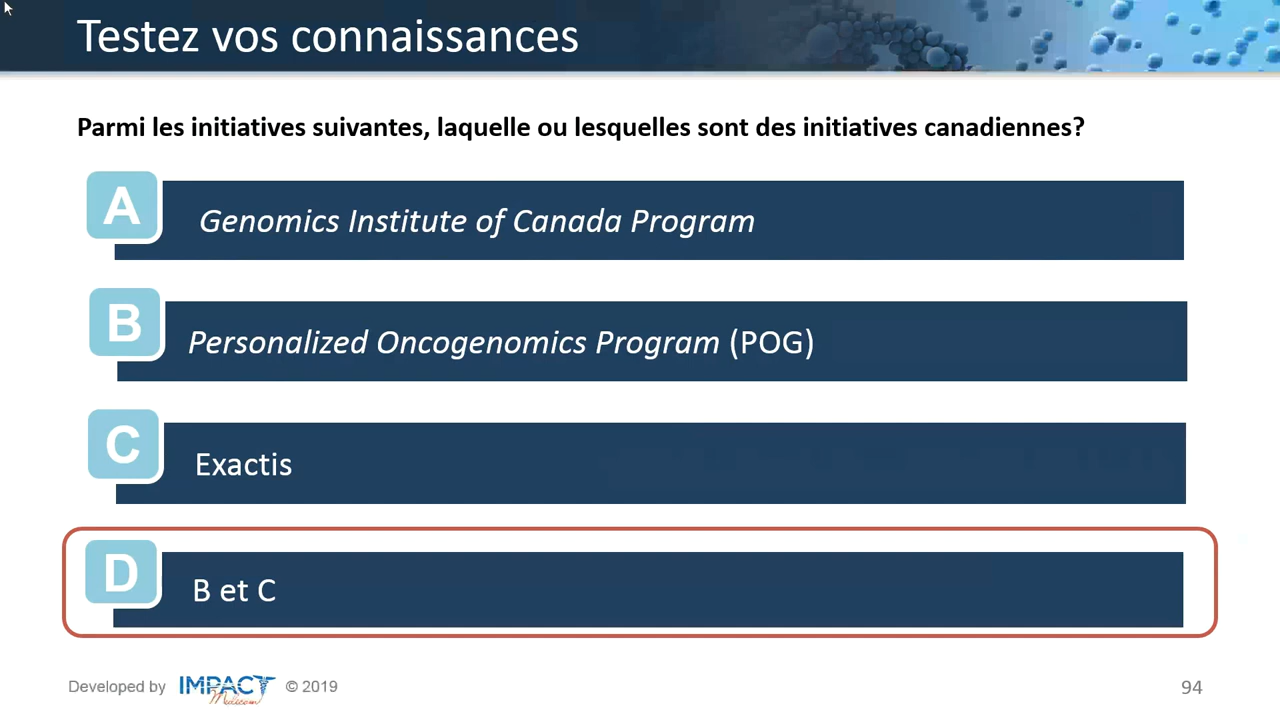 Testez vos connaissances
Parmi les initiatives suivantes, laquelle ou lesquelles sont des initiatives canadiennes?
A
Genomics Institute of Canada Program
B
Personalized Oncogenomics Program (POG)
C
Exactis
D
B et C
Developed by IMPACT Medicom © 2019
94